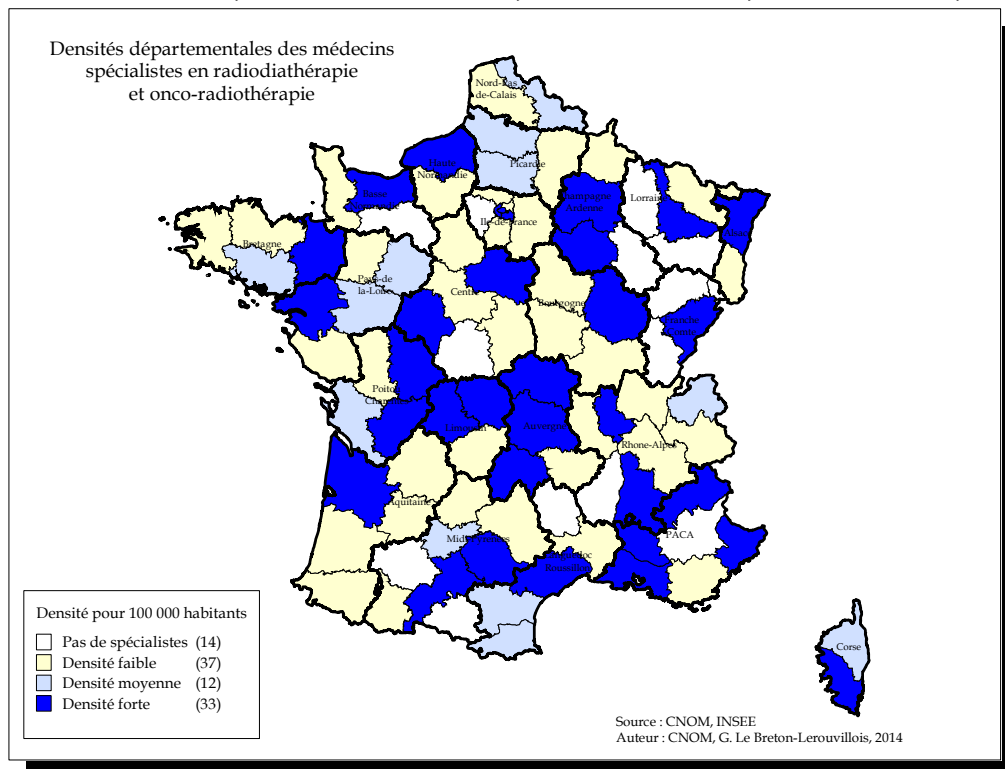 Densités départementales des médecins
spécialistes en radiodiathérapie
et onco-radiothérapie
Nord-Pas
de-Calais
Haute
Normandie
Picardie
Basse
Normandie
Champagne
Ardenne
Lorraine
Ile-de-France
Alsace
Bretagne
Pays-de
la-Loire
Centre
Bourgogne
Franche
Comté
Poitou
Charentes
Limousin
Auvergne
Rhone-Alpes
Aquitaine
Midi-Pyrénées
PACA
Languedoc
Roussillon
Corse
Densité pour 100 000 habitants
Pas de spécialistes (14)
Densité faible (37)
Densité moyenne (12)
Densité forte (33)
Source : CNOM, INSEE
Auteur : CNOM, G. Le Breton-Lerouvillois, 2014